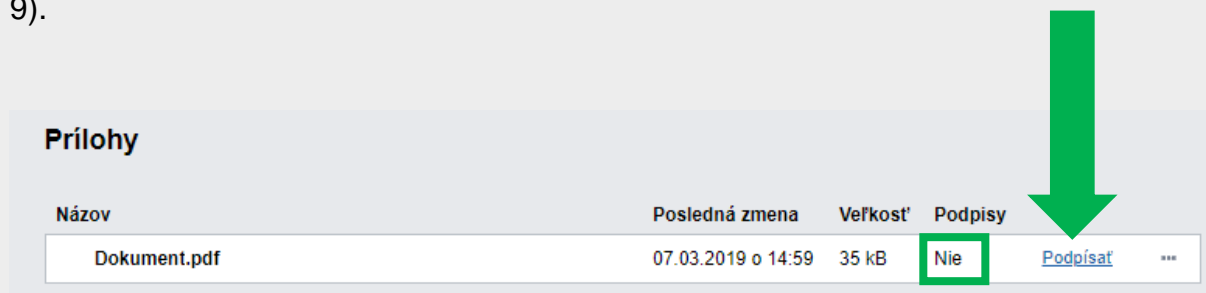 9).
Prílohy
Názov Posledná zmena Veľkosť Podpisy
Dokument.pdf 07.03.2019 o 14:59 35 kB Nie Podpísať ...